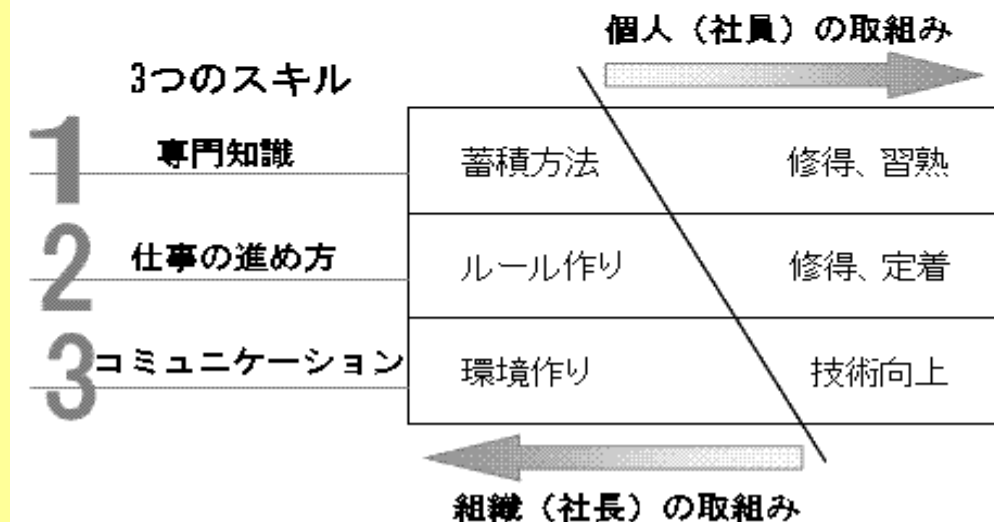 個人（社員）の取組み
3つのスキル
1 専門知識 蓄積方法 修得、習熟
2 仕事の進め方 ルール作り 修得、定着
3 コミュニケーション 環境作り 技術向上
組織（社長）の取組み